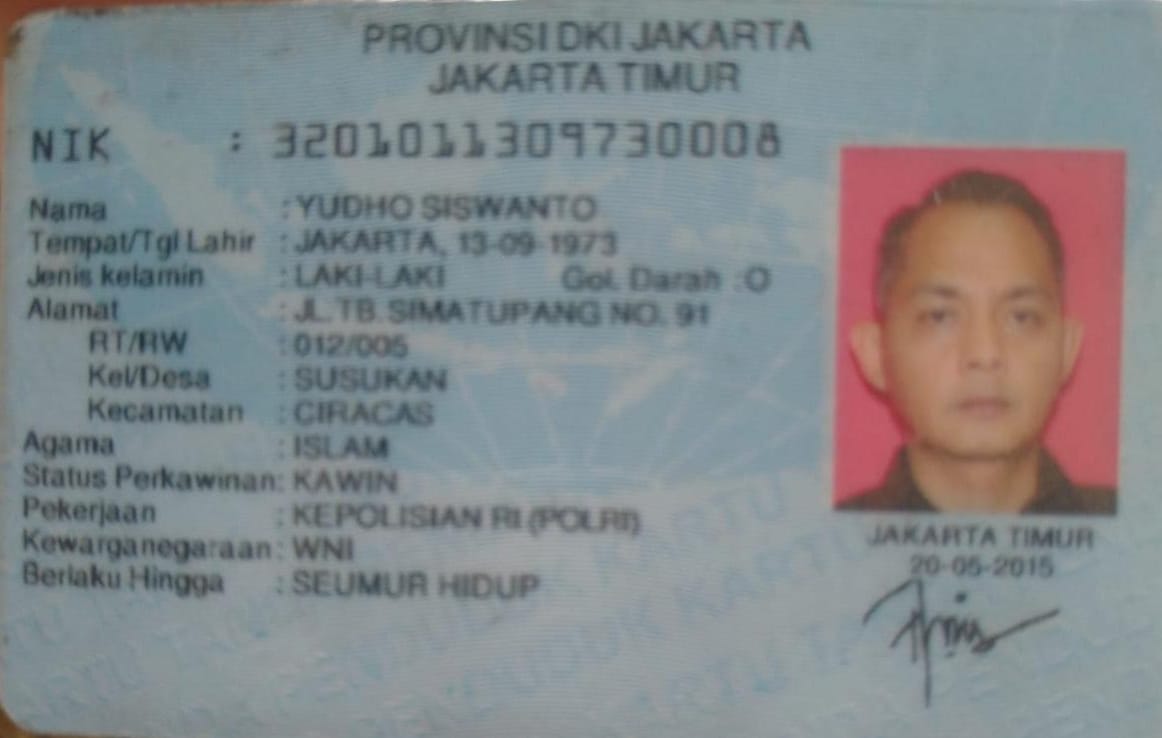 PROVINSI DKI JAKARTA
JAKARTA TIMUR
NIK : 3201011309730008
Nama : YUDHO SISWANTO
Tempat/Tgl Lahir : JAKARTA, 13-09-1973
Jenis kelamin : LAKI-LAKI Gol. Darah : O
Alamat : JL.TB.SIMATUPANG NO. 91
RT/RW : 012/005
Kel/Desa : SUSUKAN
Kecamatan : CIRACAS
Agama : ISLAM
Status Perkawinan: KAWIN
Pekerjaan : KEPOLISIAN RI (POLRI)
Kewarganegaraan: WNI
Berlaku Hingga : SEUMUR HIDUP
JAKARTA TIMUR
20-05-2015